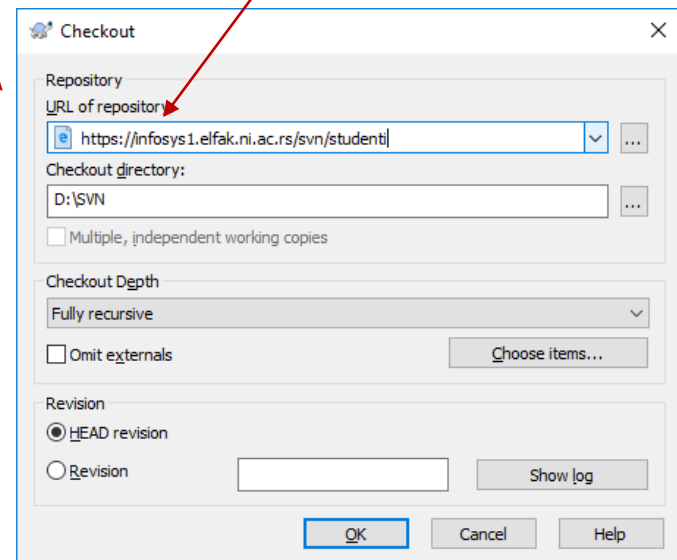 Checkout
Repository
URL of repository
https://infosys1.elfak.ni.ac.rs/svn/studenti
...
Checkout directory:
D:\SVN
...
Multiple, independent working copies
Checkout Depth
Fully recursive
Omit externals
Choose items...
Revision
HEAD revision
Revision
Show log
OK
Cancel
Help